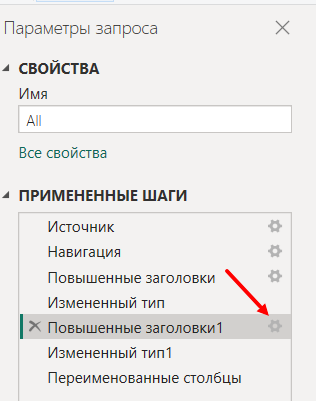 Параметры запроса
СВОЙСТВА
Имя
All
Все свойства
ПРИМЕНЕННЫЕ ШАГИ
Источник
Навигация
Повышенные заголовки
Измененный тип
Повышенные заголовки1
Измененный тип1
Переименованные столбцы